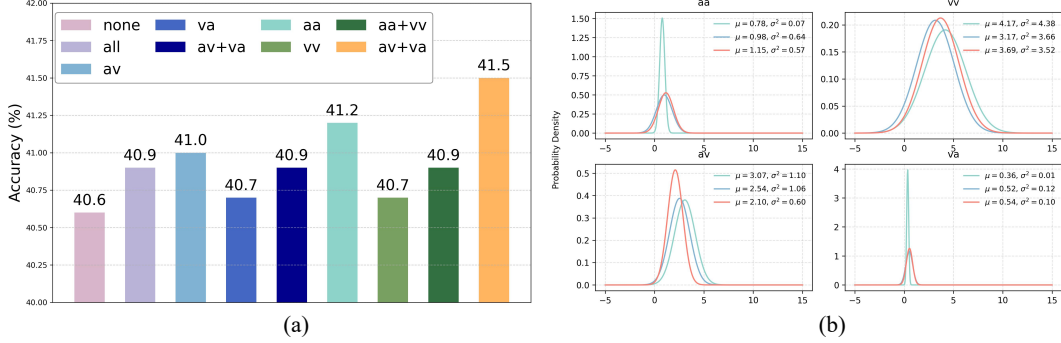 42.00
41.75
41.50
41.25
41.00
40.75
40.50
40.25
40.00
Accuracy (%)
none
all
av
va
av+va
aa
vv
aa+vv
av+va
40.6
40.9
41.0
40.7
40.9
41.2
40.7
40.9
41.5
(a)
Probability Density
aa
1.50
1.25
1.00
0.75
0.50
0.25
0.00
−5 0 5 10 15
μ = 0.78, σ² = 0.07
μ = 0.98, σ² = 0.64
μ = 1.15, σ² = 0.57
vv
0.20
0.15
0.10
0.05
0.00
−5 0 5 10 15
μ = 4.17, σ² = 4.38
μ = 3.17, σ² = 3.66
μ = 3.69, σ² = 3.52
av
0.5
0.4
0.3
0.2
0.1
0.0
−5 0 5 10 15
μ = 3.07, σ² = 1.10
μ = 2.54, σ² = 1.06
μ = 2.10, σ² = 0.60
va
4
3
2
1
0
−5 0 5 10 15
μ = 0.36, σ² = 0.01
μ = 0.52, σ² = 0.12
μ = 0.54, σ² = 0.10
(b)